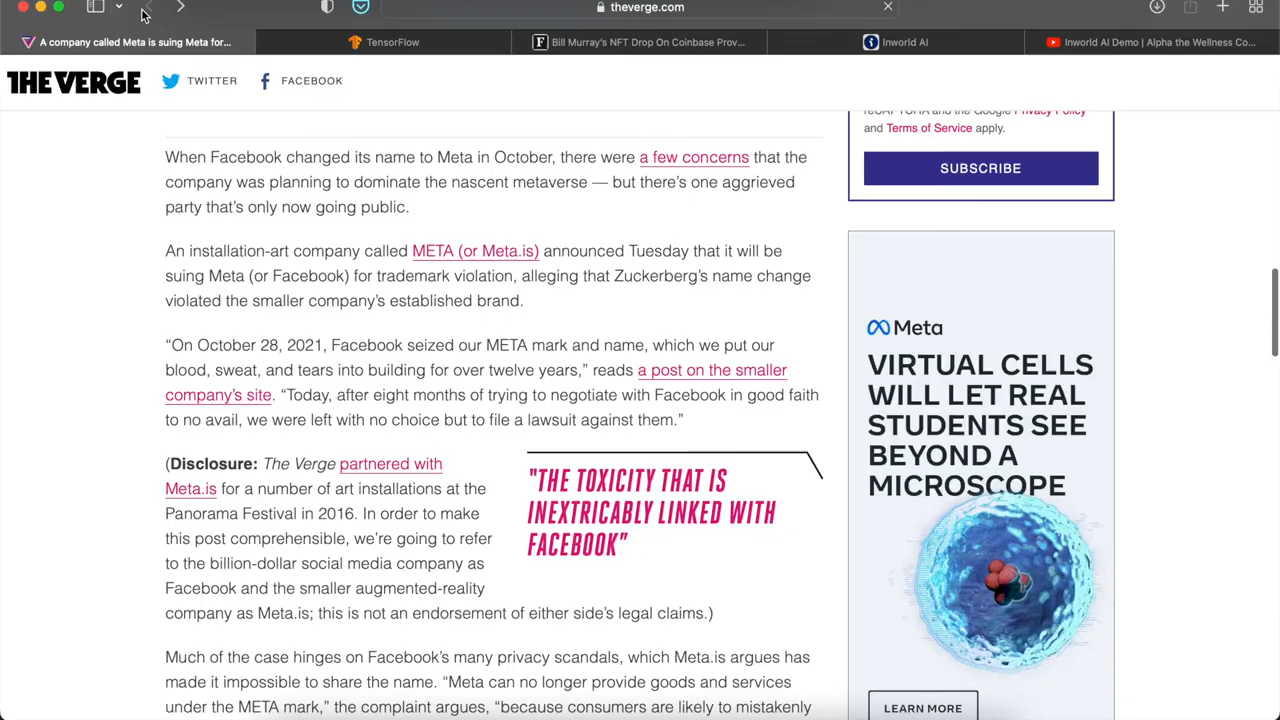 theverge.com
A company called Meta is suing Meta for...
TensorFlow
Bill Murray's NFT Drop On Coinbase Prov...
Inworld AI
Inworld AI Demo | Alpha the Wellness Co...
THE VERGE
TWITTER
FACEBOOK
When Facebook changed its name to Meta in October, there were a few concerns that the
company was planning to dominate the nascent metaverse — but there's one aggrieved
party that's only now going public.
An installation-art company called META (or Meta.is) announced Tuesday that it will be
suing Meta (or Facebook) for trademark violation, alleging that Zuckerberg's name change
violated the smaller company's established brand.
“On October 28, 2021, Facebook seized our META mark and name, which we put our
blood, sweat, and tears into building for over twelve years,” reads a post on the smaller
company's site. “Today, after eight months of trying to negotiate with Facebook in good faith
to no avail, we were left with no choice but to file a lawsuit against them.”
(Disclosure: The Verge partnered with
Meta.is for a number of art installations at the
Panorama Festival in 2016. In order to make
this post comprehensible, we're going to refer
to the billion-dollar social media company as
Facebook and the smaller augmented-reality
company as Meta.is; this is not an endorsement of either side's legal claims.)
"THE TOXICITY THAT IS
INEXTRICABLY LINKED WITH
FACEBOOK"
Much of the case hinges on Facebook's many privacy scandals, which Meta.is argues has
made it impossible to share the name. “Meta can no longer provide goods and services
under the META mark,” the complaint argues, “because consumers are likely to mistakenly
and the Google Privacy Policy
and Terms of Service apply.
SUBSCRIBE
Meta
VIRTUAL CELLS
WILL LET REAL
STUDENTS SEE
BEYOND A
MICROSCOPE
LEARN MORE